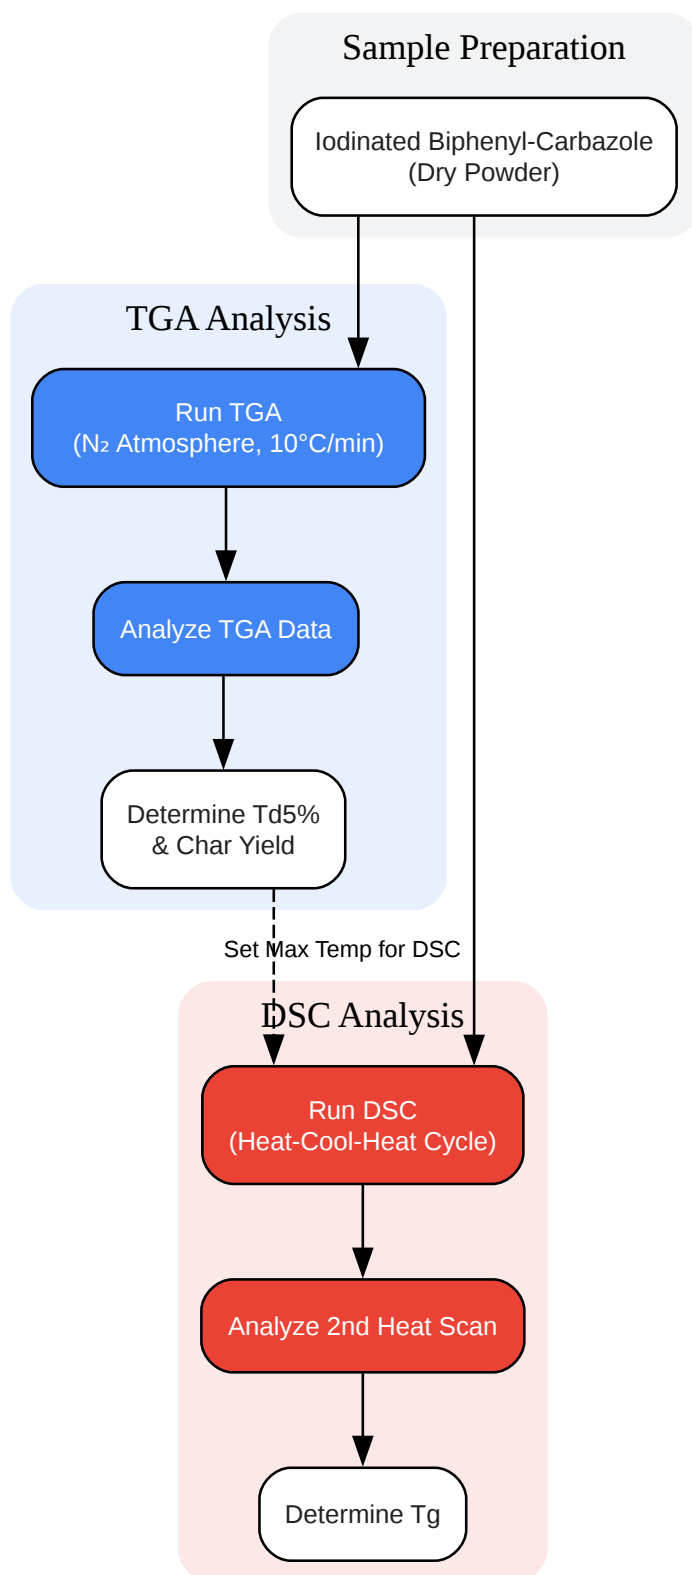 Sample Preparation
Iodinated Biphenyl-Carbazole
(Dry Powder)
TGA Analysis
Run TGA
(N₂ Atmosphere, 10°C/min)
Analyze TGA Data
Determine Td5%
& Char Yield
Set Max Temp for DSC
DSC Analysis
Run DSC
(Heat-Cool-Heat Cycle)
Analyze 2nd Heat Scan
Determine Tg